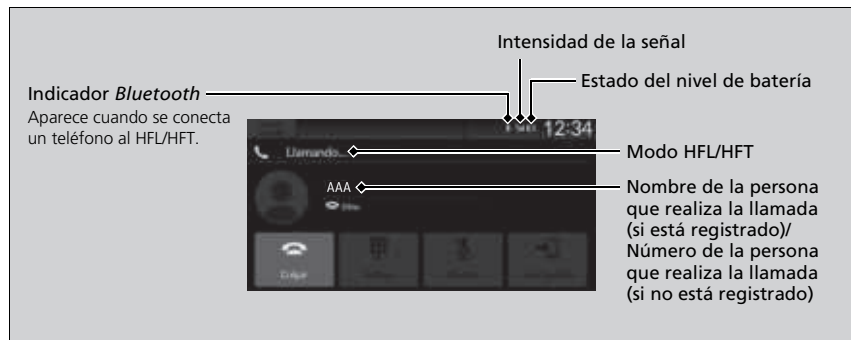 Intensidad de la señal
Estado del nivel de batería
Indicador Bluetooth
Aparece cuando se conecta
un teléfono al HFL/HFT.
12:34
Llamando...
Modo HFL/HFT
AAA
Nombre de la persona
que realiza la llamada
(si está registrado)/
Número de la persona
que realiza la llamada
(si no está registrado)
Colgar